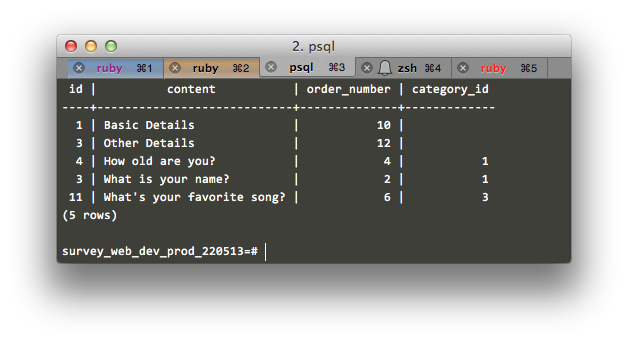 2. psql
ruby ⌘1 ruby ⌘2 psql ⌘3 zsh ⌘4 ruby ⌘5
 id |          content           | order_number | category_id
----+----------------------------+--------------+-------------
  1 | Basic Details              |           10 |
  3 | Other Details              |           12 |
  4 | How old are you?           |            4 |           1
  3 | What is your name?         |            2 |           1
 11 | What's your favorite song? |            6 |           3
(5 rows)
survey_web_dev_prod_220513=#